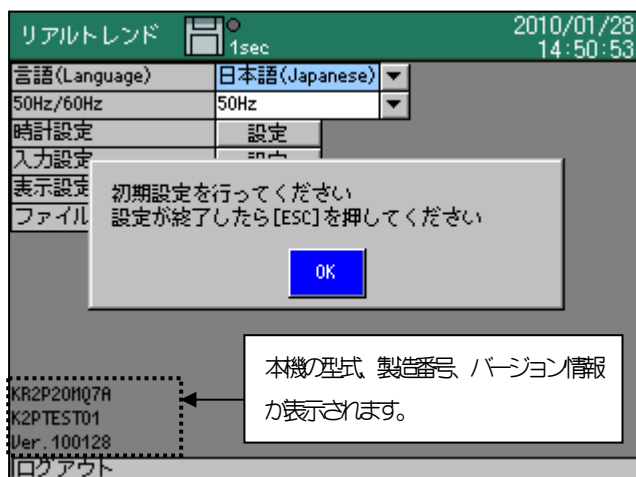 リアルトレンド
1sec
2010/01/28
14:50:53
言語(Language)
日本語(Japanese)
50Hz/60Hz
50Hz
時計設定
設定
入力設定
表示設定
ファイル
初期設定を行ってください
設定が終了したら[ESC]を押してください
OK
本機の型式、製造番号、バージョン情報
が表示されます。
KR2P20MQ7A
K2PTEST01
Ver.100128
ログアウト